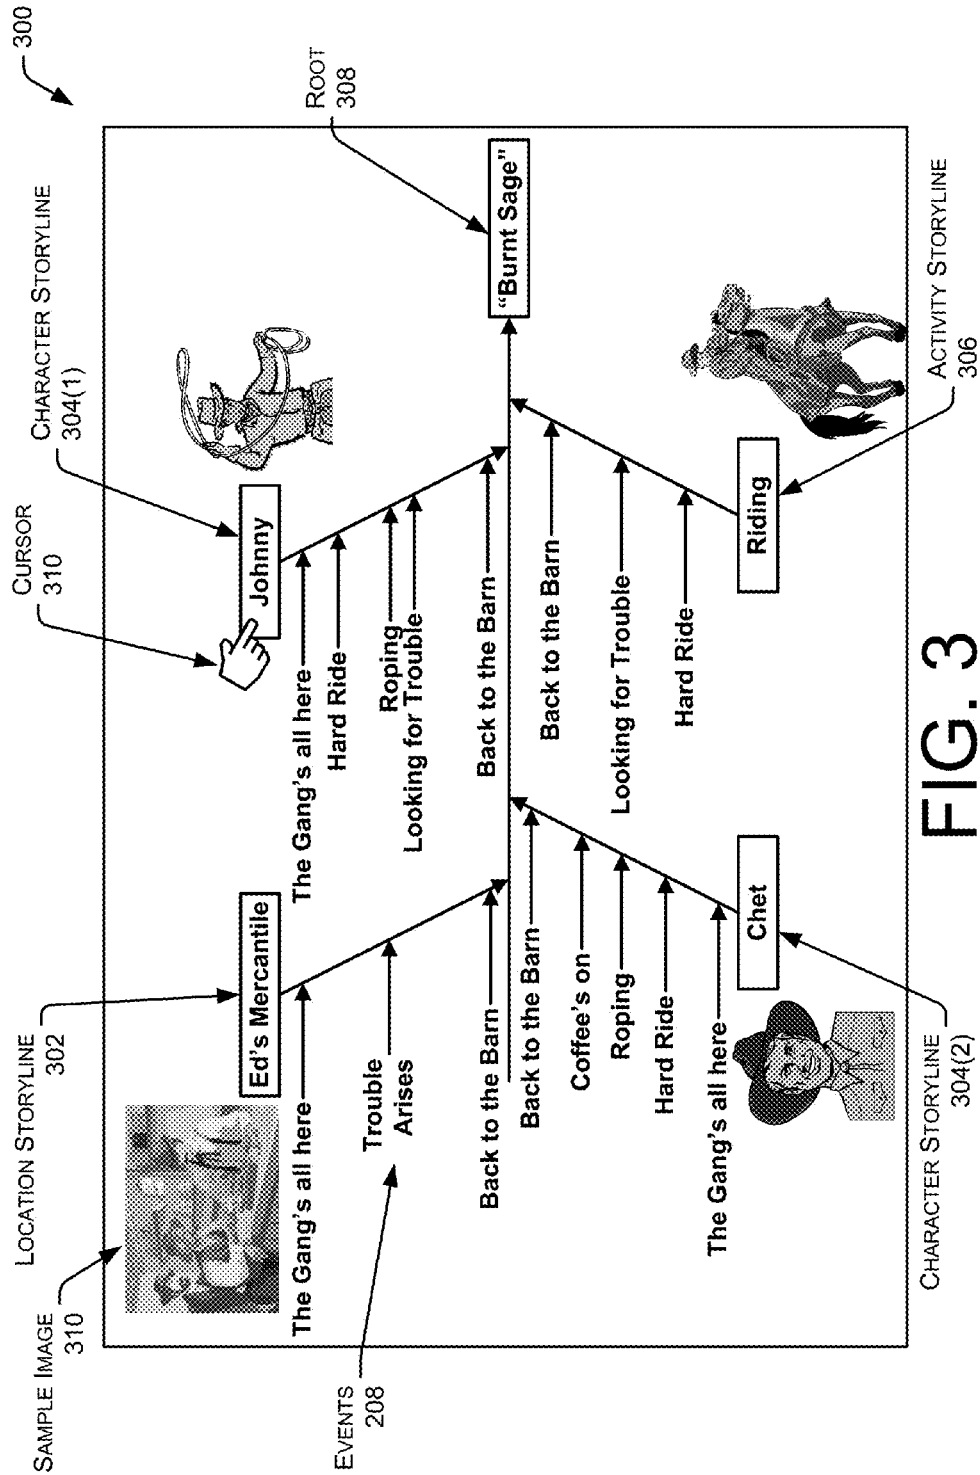 300
SAMPLE IMAGE
310
LOCATION STORYLINE
302
CURSOR
310
CHARACTER STORYLINE
304(1)
ROOT
308
EVENTS
208
Ed's Mercantile
The Gang's all here
Trouble
Arises
Back to the Barn
Johnny
The Gang's all here
Hard Ride
Roping
Looking for Trouble
Back to the Barn
"Burnt Sage"
Back to the Barn
Coffee's on
Roping
Hard Ride
The Gang's all here
Chet
Back to the Barn
Looking for Trouble
Hard Ride
Riding
CHARACTER STORYLINE
304(2)
ACTIVITY STORYLINE
306
FIG. 3